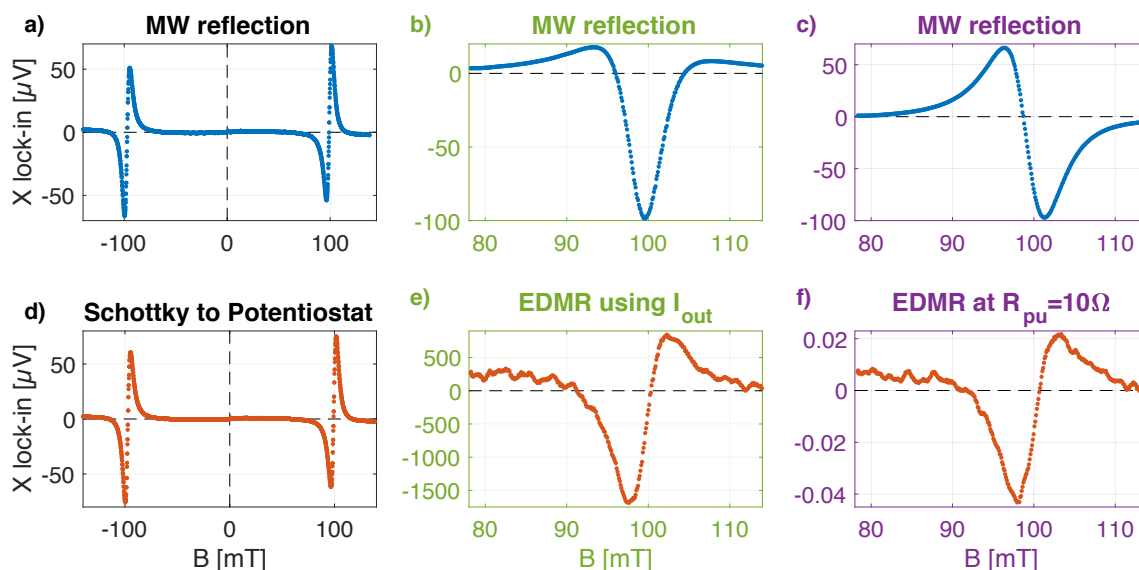 a) MW reflection
X lock-in [µV]
50
0
-50
-100 0 100
b) MW reflection
0
-50
-100
80 90 100 110
c) MW reflection
50
0
-50
-100
80 90 100 110
d) Schottky to Potentiostat
X lock-in [µV]
50
0
-50
-100 0 100
B [mT]
e) EDMR using I_out
500
0
-500
-1000
-1500
80 90 100 110
B [mT]
f) EDMR at R_pu=10Ω
0.02
0
-0.02
-0.04
80 90 100 110
B [mT]